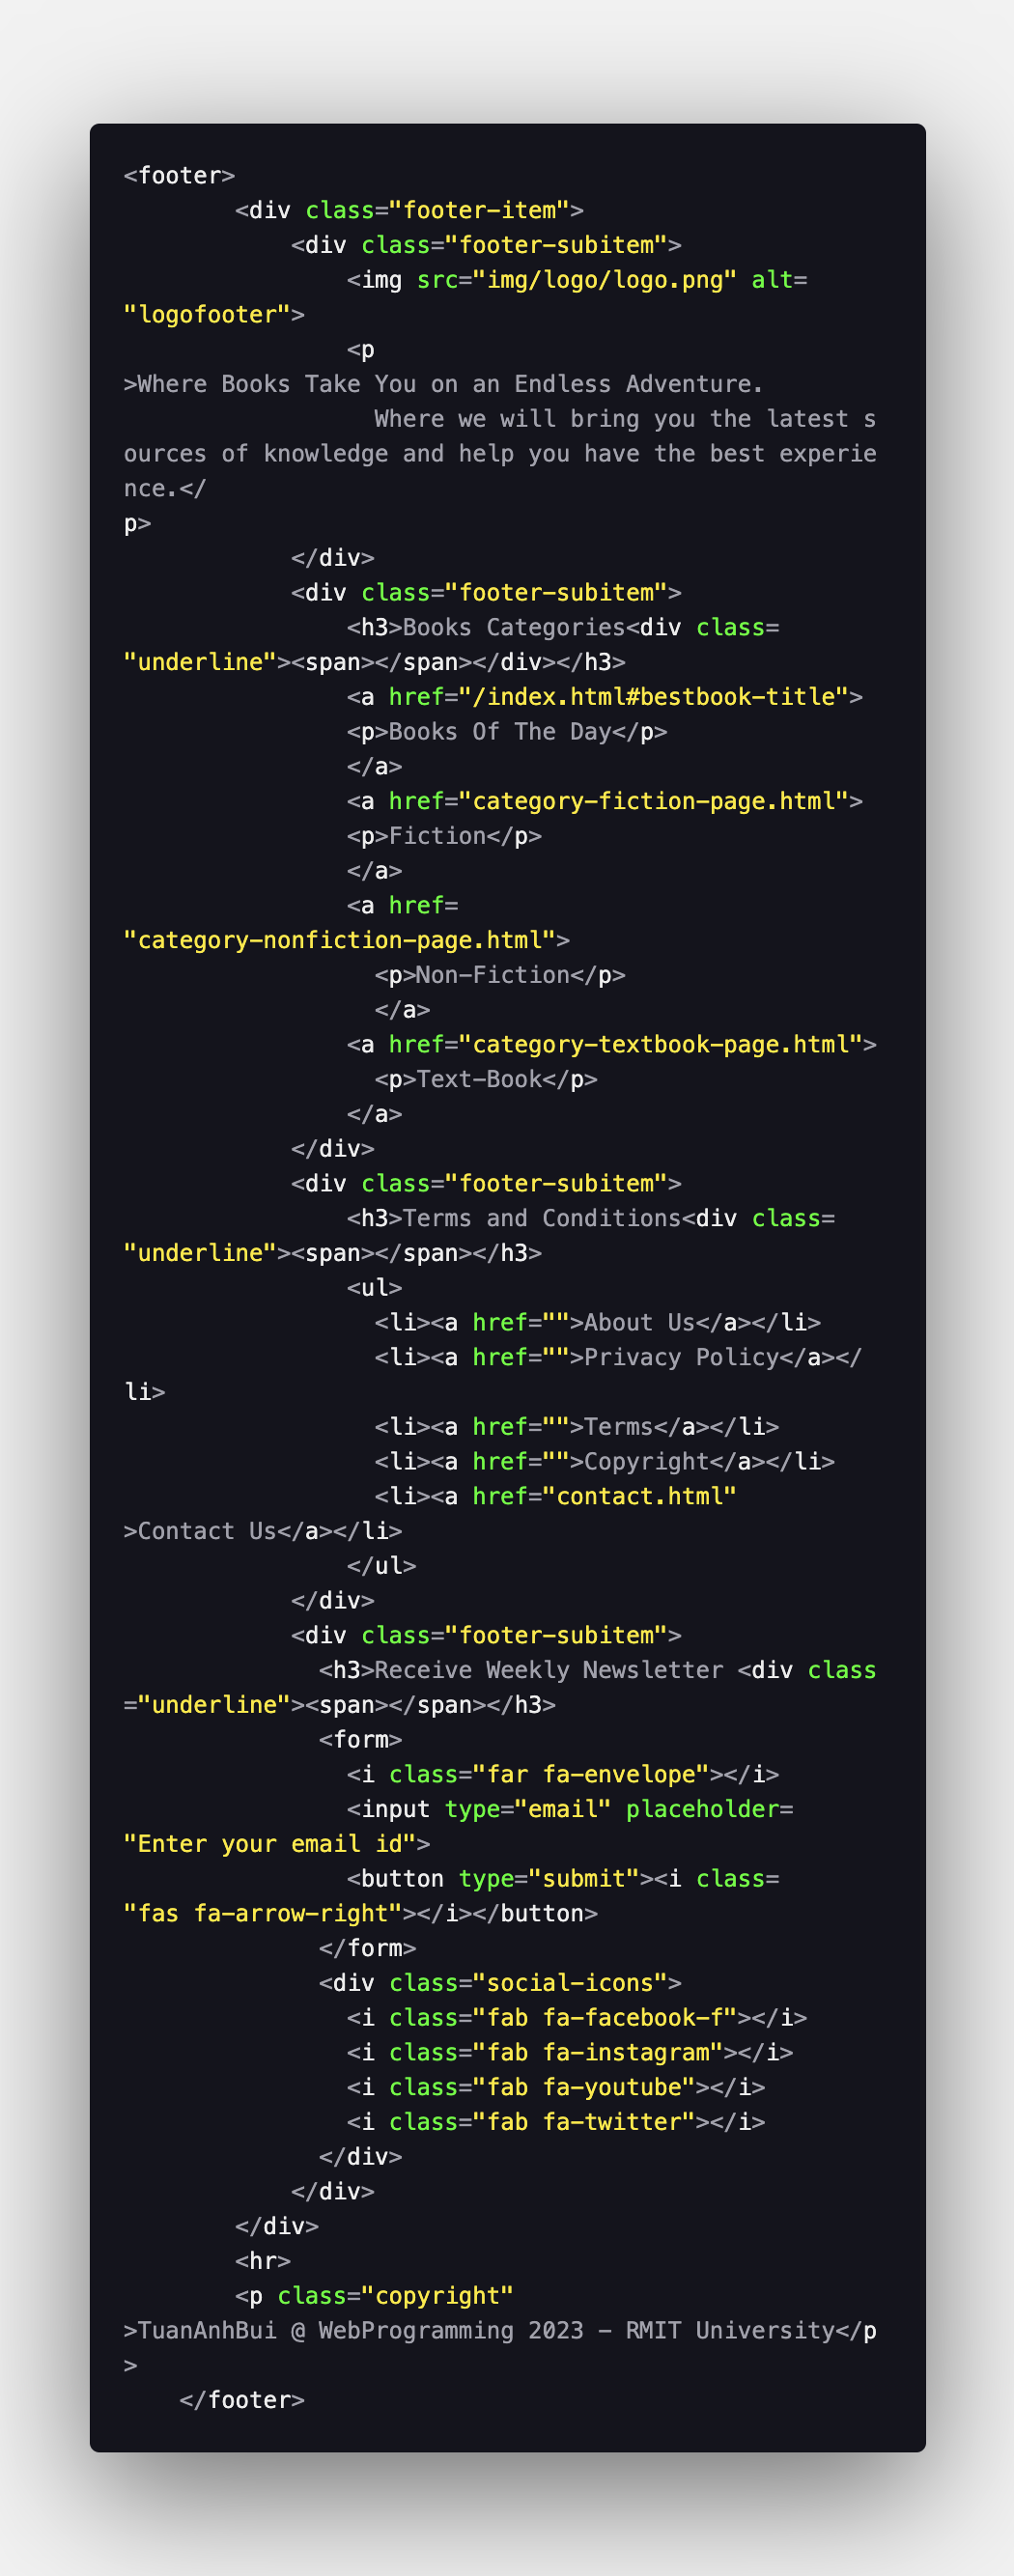 <footer>
        <div class="footer-item">
            <div class="footer-subitem">
                <img src="img/logo/logo.png" alt=
"logofooter">
                <p
>Where Books Take You on an Endless Adventure.
                  Where we will bring you the latest s
ources of knowledge and help you have the best experie
nce.</
p>
            </div>
            <div class="footer-subitem">
                <h3>Books Categories<div class=
"underline"><span></span></div></h3>
                <a href="/index.html#bestbook-title">
                <p>Books Of The Day</p>
                </a>
                <a href="category-fiction-page.html">
                <p>Fiction</p>
                </a>
                <a href=
"category-nonfiction-page.html">
                  <p>Non-Fiction</p>
                  </a>
                <a href="category-textbook-page.html">
                  <p>Text-Book</p>
                </a>
            </div>
            <div class="footer-subitem">
                <h3>Terms and Conditions<div class=
"underline"><span></span></h3>
                <ul>
                  <li><a href="">About Us</a></li>
                  <li><a href="">Privacy Policy</a></
li>
                  <li><a href="">Terms</a></li>
                  <li><a href="">Copyright</a></li>
                  <li><a href="contact.html"
>Contact Us</a></li>
                </ul>
            </div>
            <div class="footer-subitem">
              <h3>Receive Weekly Newsletter <div class
="underline"><span></span></h3>
              <form>
                <i class="far fa-envelope"></i>
                <input type="email" placeholder=
"Enter your email id">
                <button type="submit"><i class=
"fas fa-arrow-right"></i></button>
              </form>
              <div class="social-icons">
                <i class="fab fa-facebook-f"></i>
                <i class="fab fa-instagram"></i>
                <i class="fab fa-youtube"></i>
                <i class="fab fa-twitter"></i>
              </div>
            </div>
        </div>
        <hr>
        <p class="copyright"
>TuanAnhBui @ WebProgramming 2023 - RMIT University</p
>
    </footer>